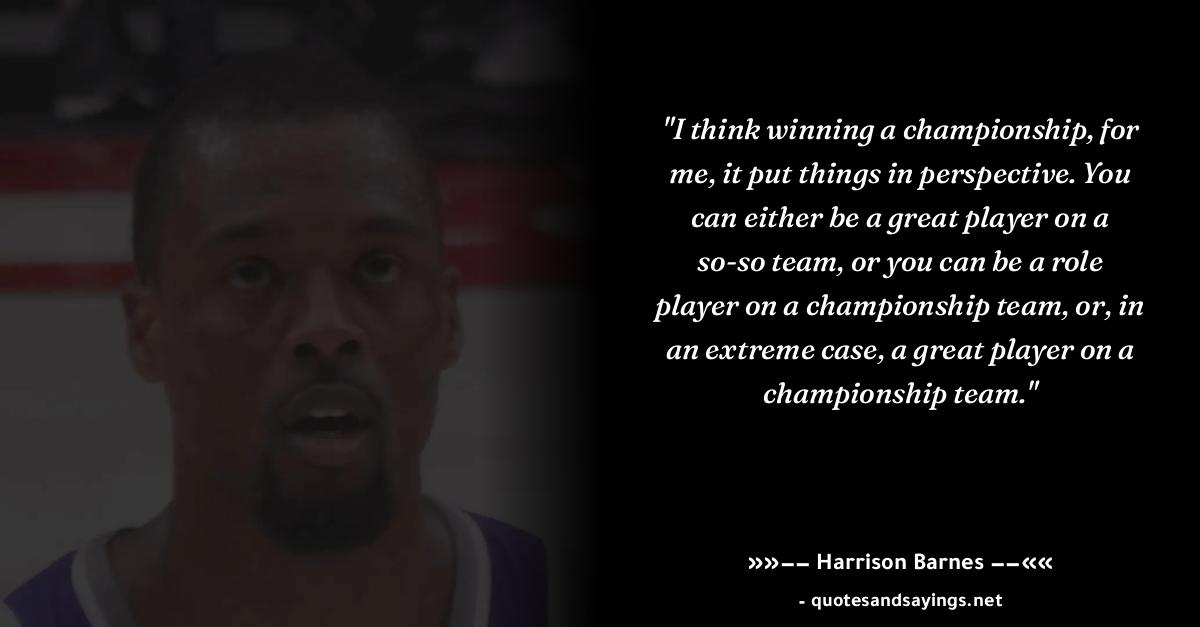 "I think winning a championship, for
me, it put things in perspective. You
can either be a great player on a
so-so team, or you can be a role
player on a championship team, or, in
an extreme case, a great player on a
championship team."
»»−− Harrison Barnes −−««
- quotesandsayings.net